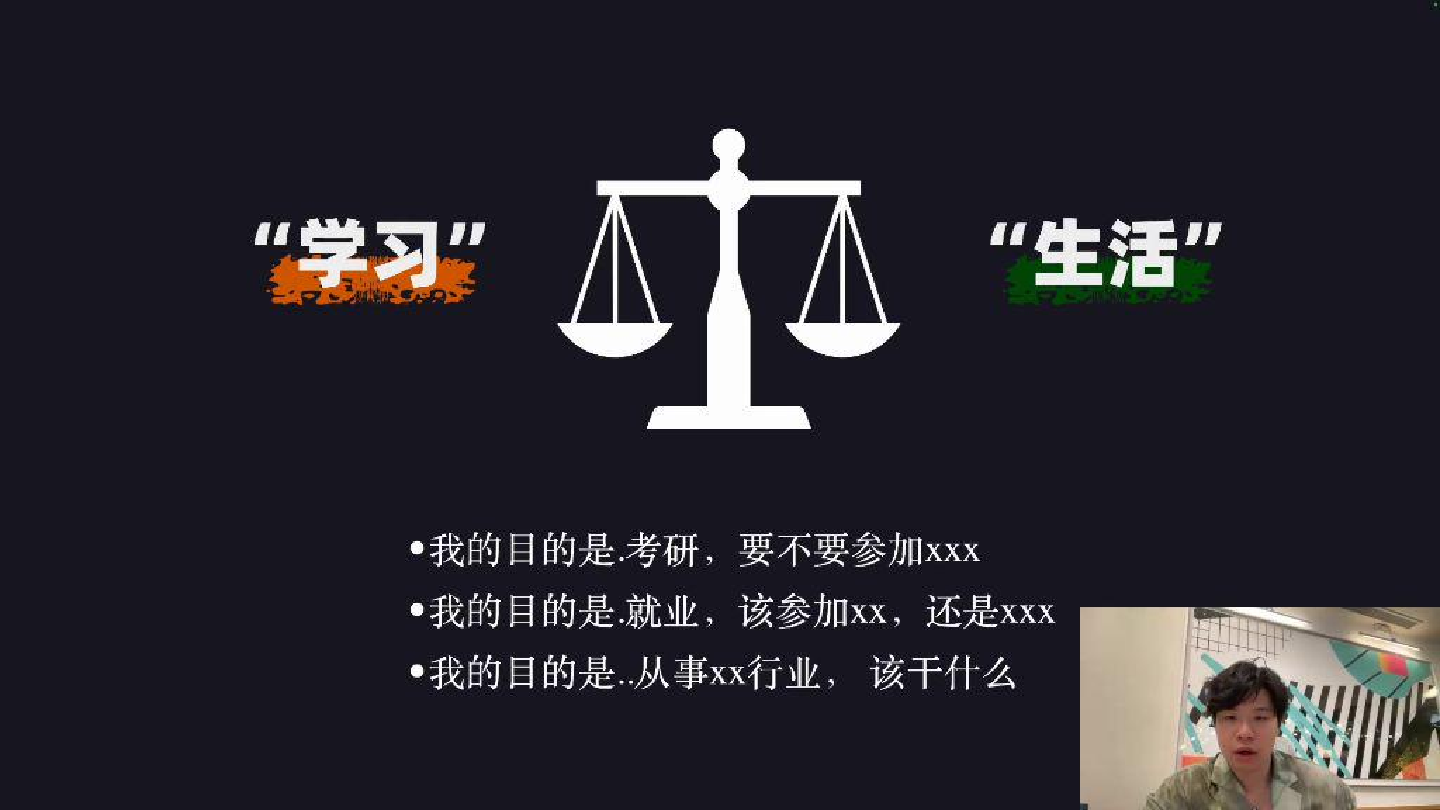 “学习”
“生活”
•我的目的是.考研，要不要参加xxx
•我的目的是.就业，该参加xx，还是xxx
•我的目的是..从事xx行业， 该干什么